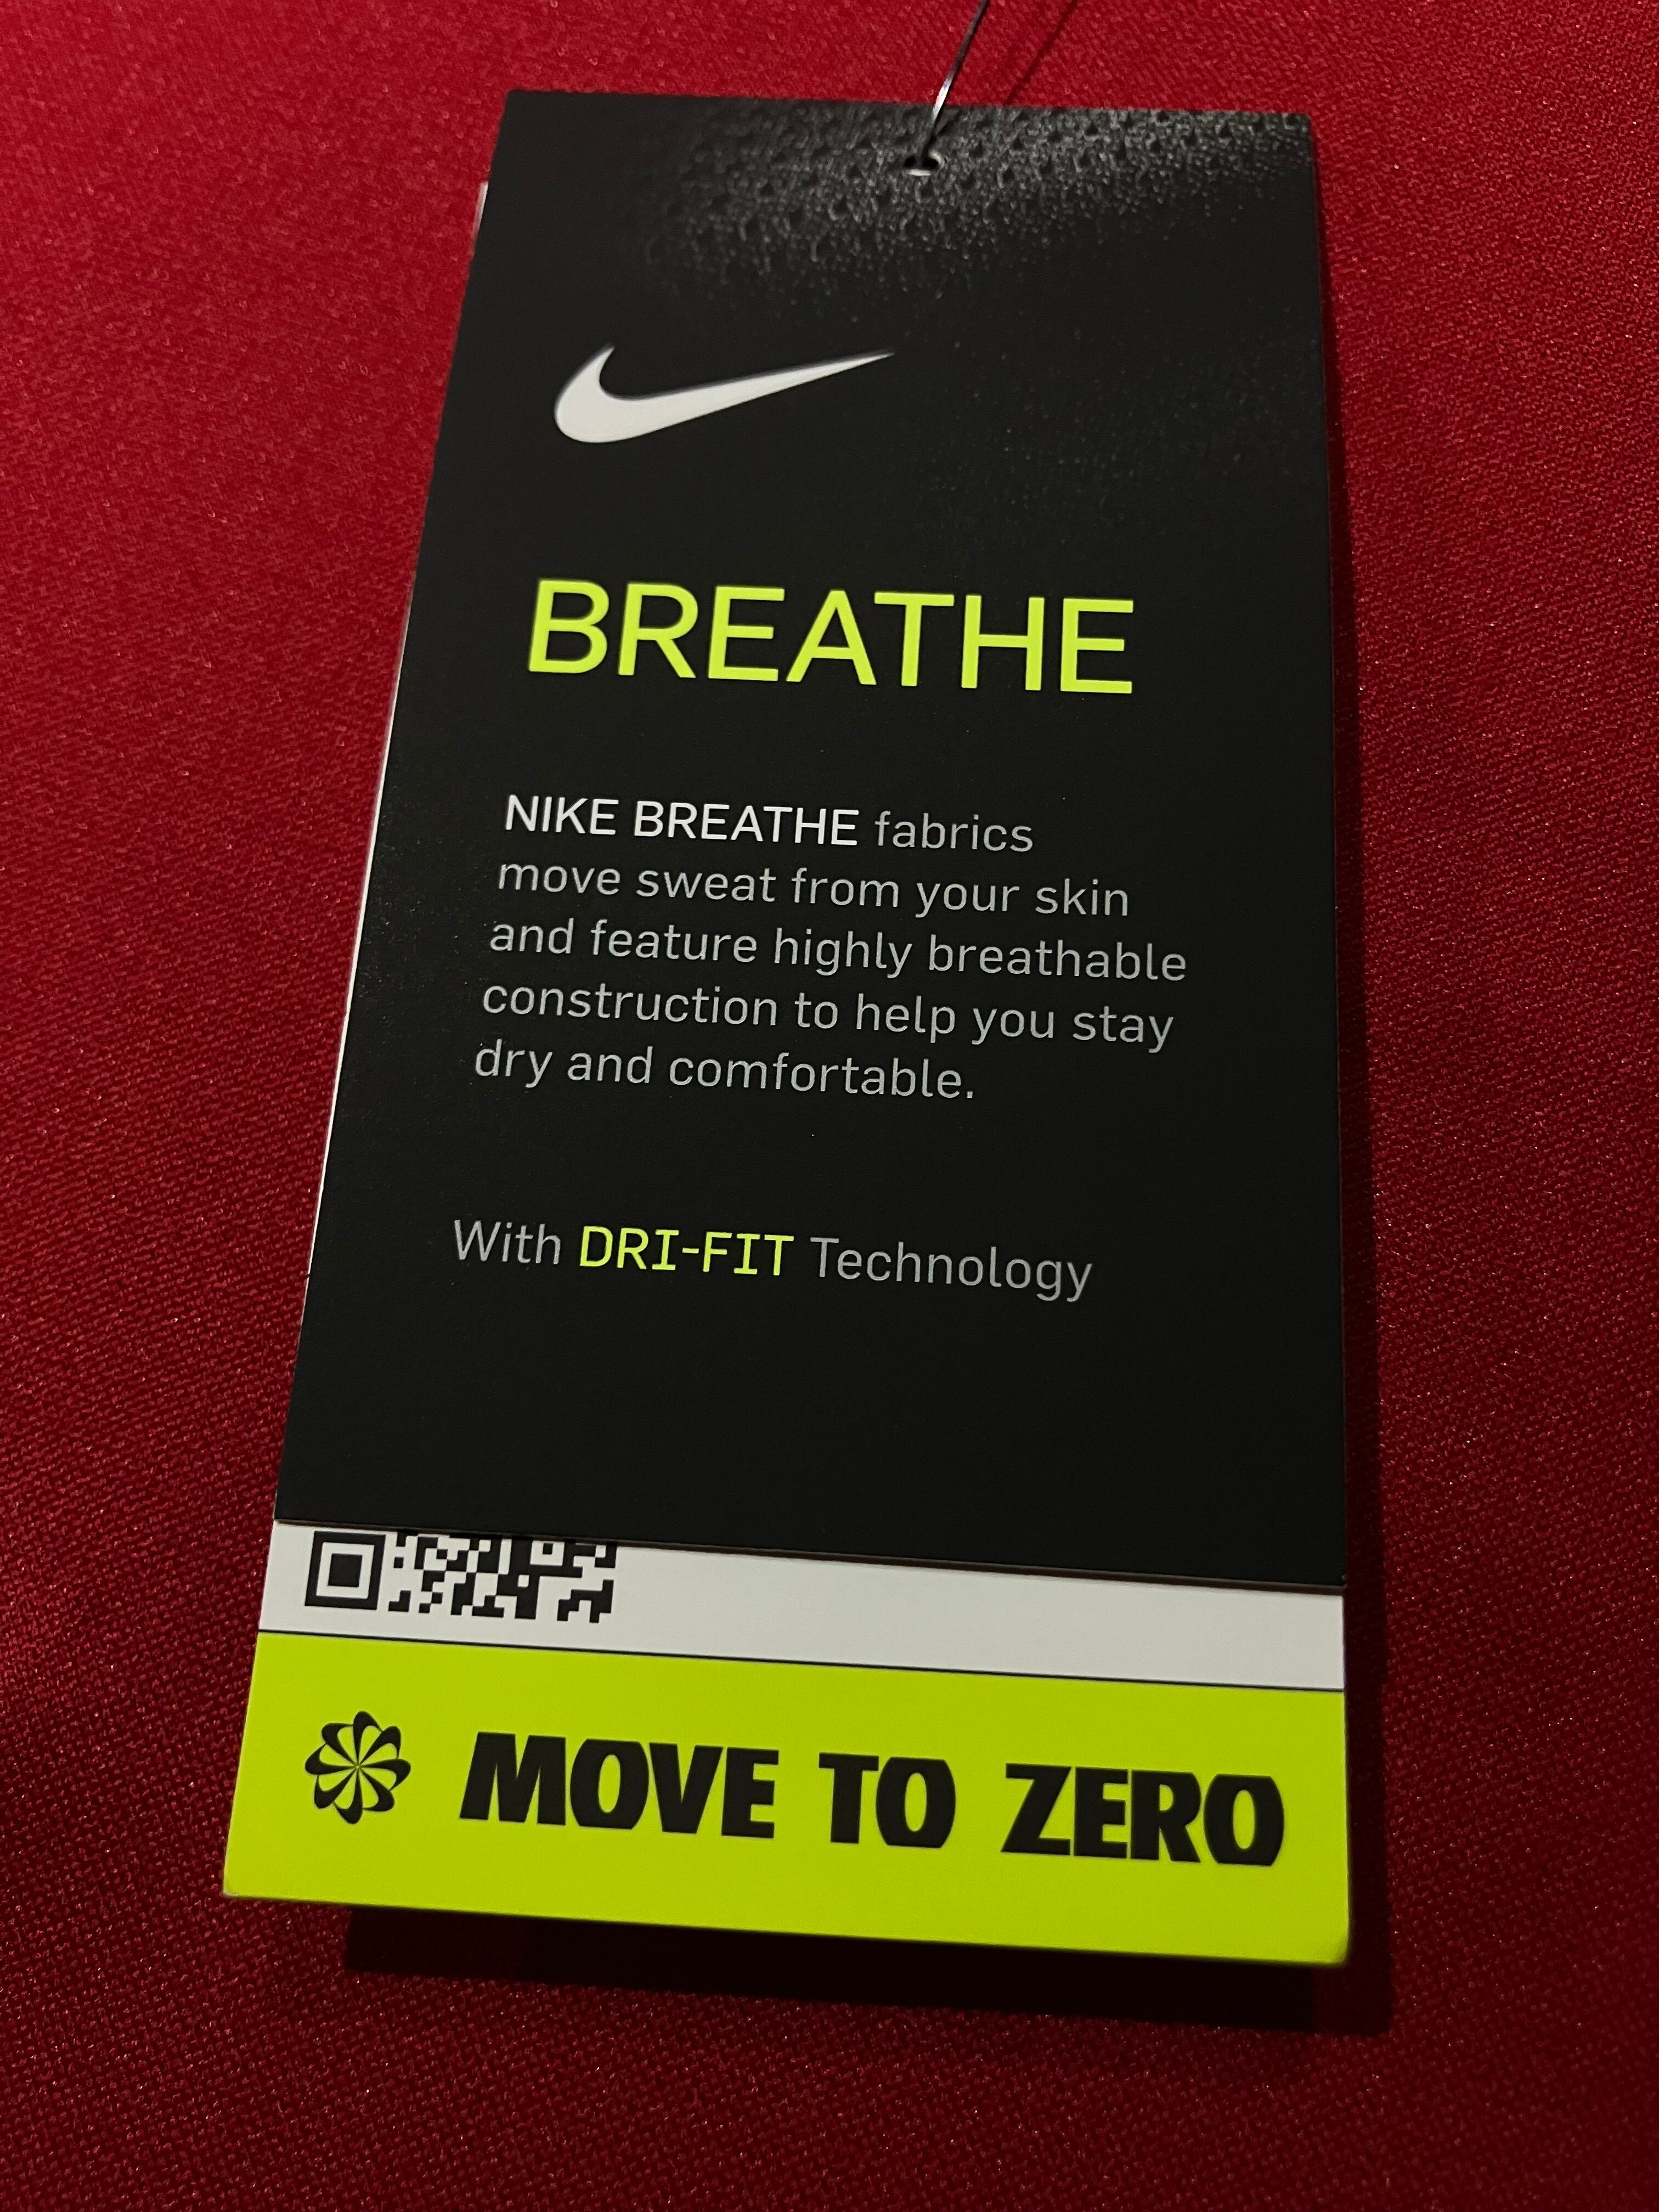 BREATHE
NIKE BREATHE fabrics
move sweat from your skin
and feature highly breathable
construction to help you stay
dry and comfortable.
With DRI-FIT Technology
MOVE TO ZERO